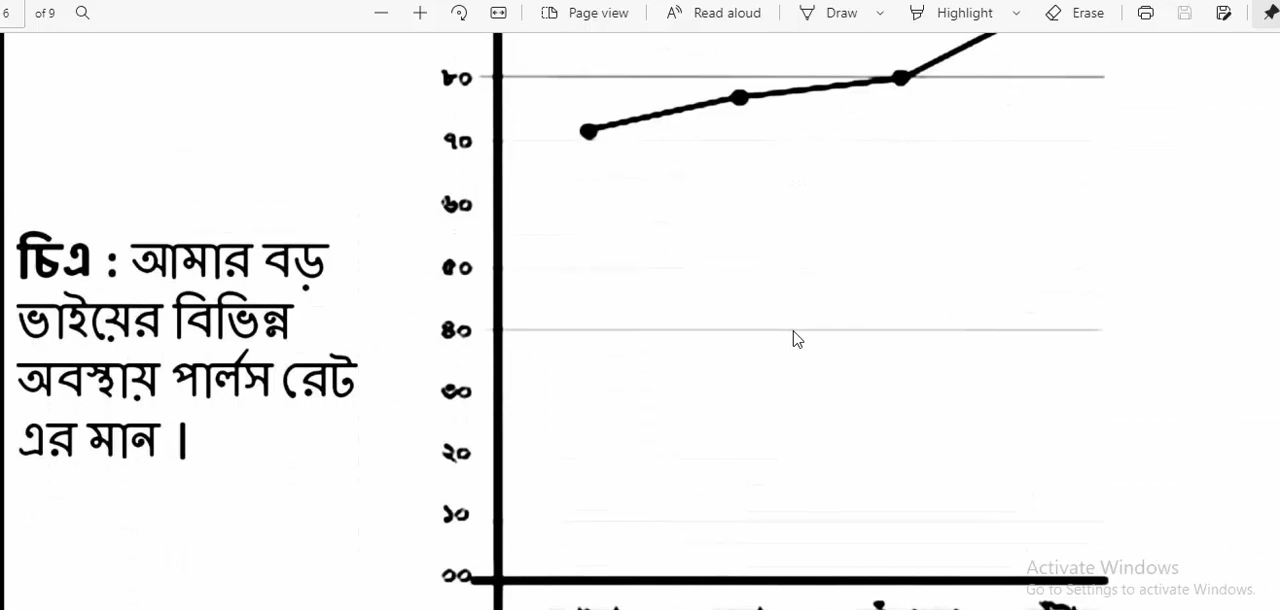 6 of 9 Page view Read aloud Draw Highlight Erase
৮০
৭০
৬০
৫০
চিএ : আমার বড়
ভাইয়ের বিভিন্ন
৪০
অবস্থায় পার্লস রেট
৩০
এর মান ।
২০
১০
০০
Activate Windows
Go to Settings to activate Windows.